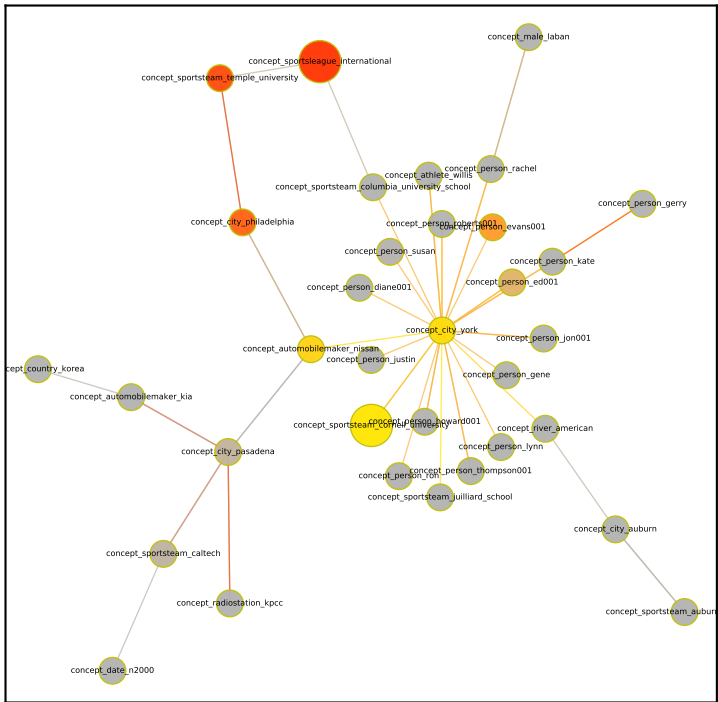 concept_male_laban
concept_sportsleague_international
concept_sportsteam_temple_university
concept_person_rachel
concept_athlete_willis
concept_sportsteam_columbia_university_school
concept_person_gerry
concept_city_philadelphia
concept_person_roberts001
concept_person_evans001
concept_person_susan
concept_person_kate
concept_person_ed001
concept_person_diane001
concept_city_york
concept_person_jon001
concept_automobilemaker_nissan
concept_person_justin
cept_country_korea
concept_person_gene
concept_automobilemaker_kia
concept_person_howard001
concept_sportsteam_cornell_university
concept_river_american
concept_person_lynn
concept_city_pasadena
concept_person_thompson001
concept_person_ron
concept_sportsteam_juilliard_school
concept_city_auburn
concept_sportsteam_caltech
concept_radiostation_kpcc
concept_sportsteam_auburn
concept_date_n2000